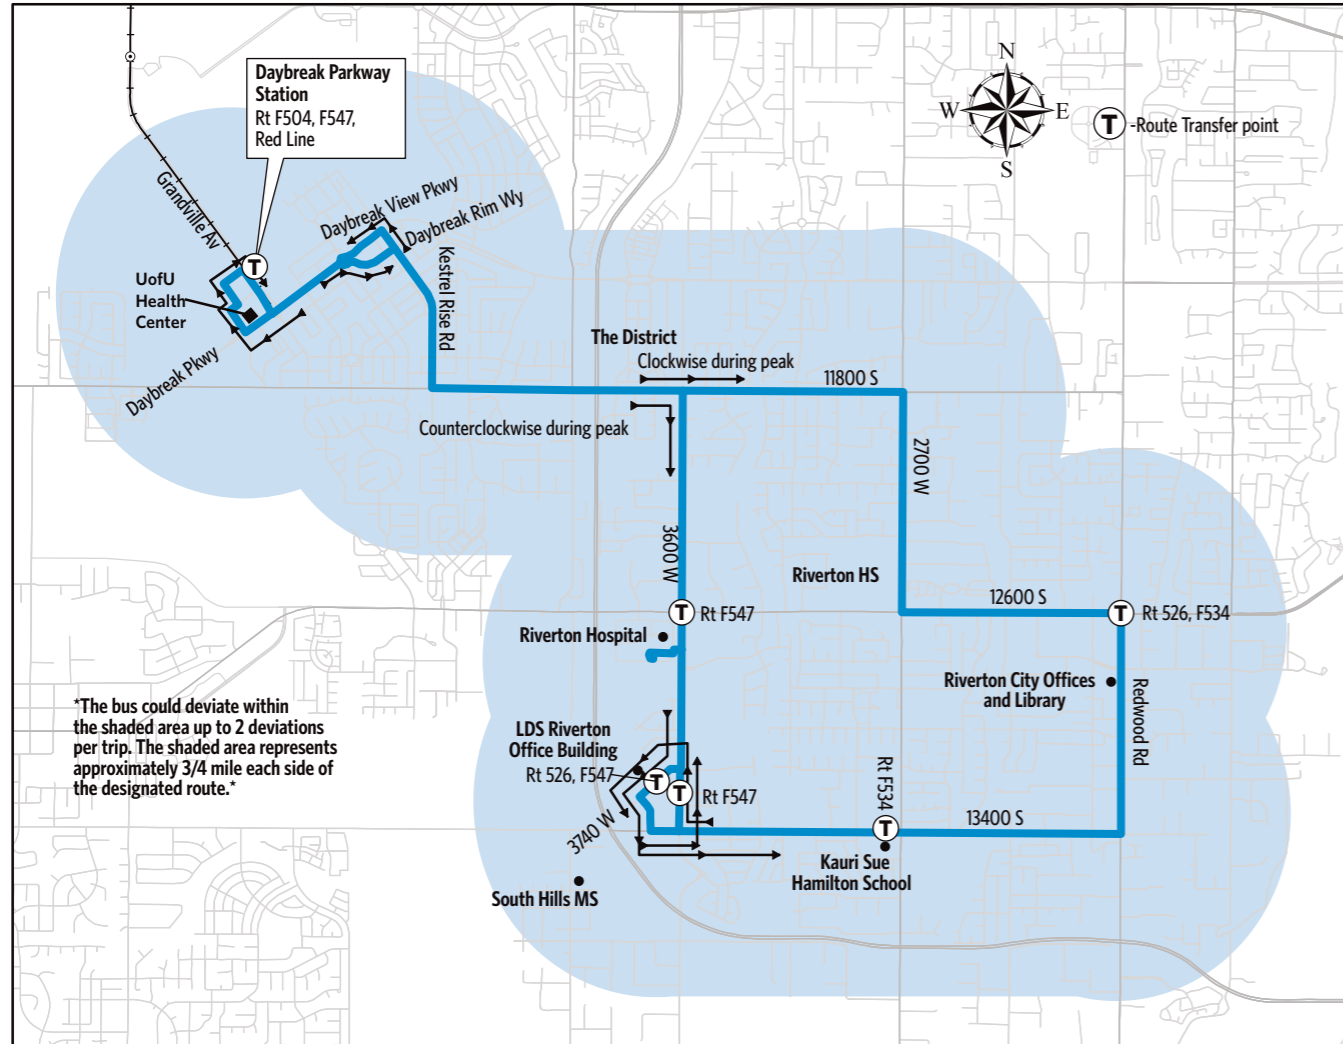 Daybreak Parkway
Station
Rt F504, F547,
Red Line
N
W
E
S
T
-Route Transfer point
Grandville Av
Daybreak View Pkwy
Daybreak Rim Wy
T
UofU
Health
Center
Kestrel Rise Rd
Daybreak Pkwy
The District
Clockwise during peak
11800 S
Counterclockwise during peak
2700 W
3600 W
Riverton HS
12600 S
T
Rt F547
T
Rt 526, F534
Riverton Hospital
Riverton City Offices
and Library
Redwood Rd
*The bus could deviate within
the shaded area up to 2 deviations
per trip. The shaded area represents
approximately 3/4 mile each side of
the designated route.*
LDS Riverton
Office Building
Rt 526, F547
T
T
Rt F547
Rt F534
T
13400 S
3740 W
Kauri Sue
Hamilton School
South Hills MS